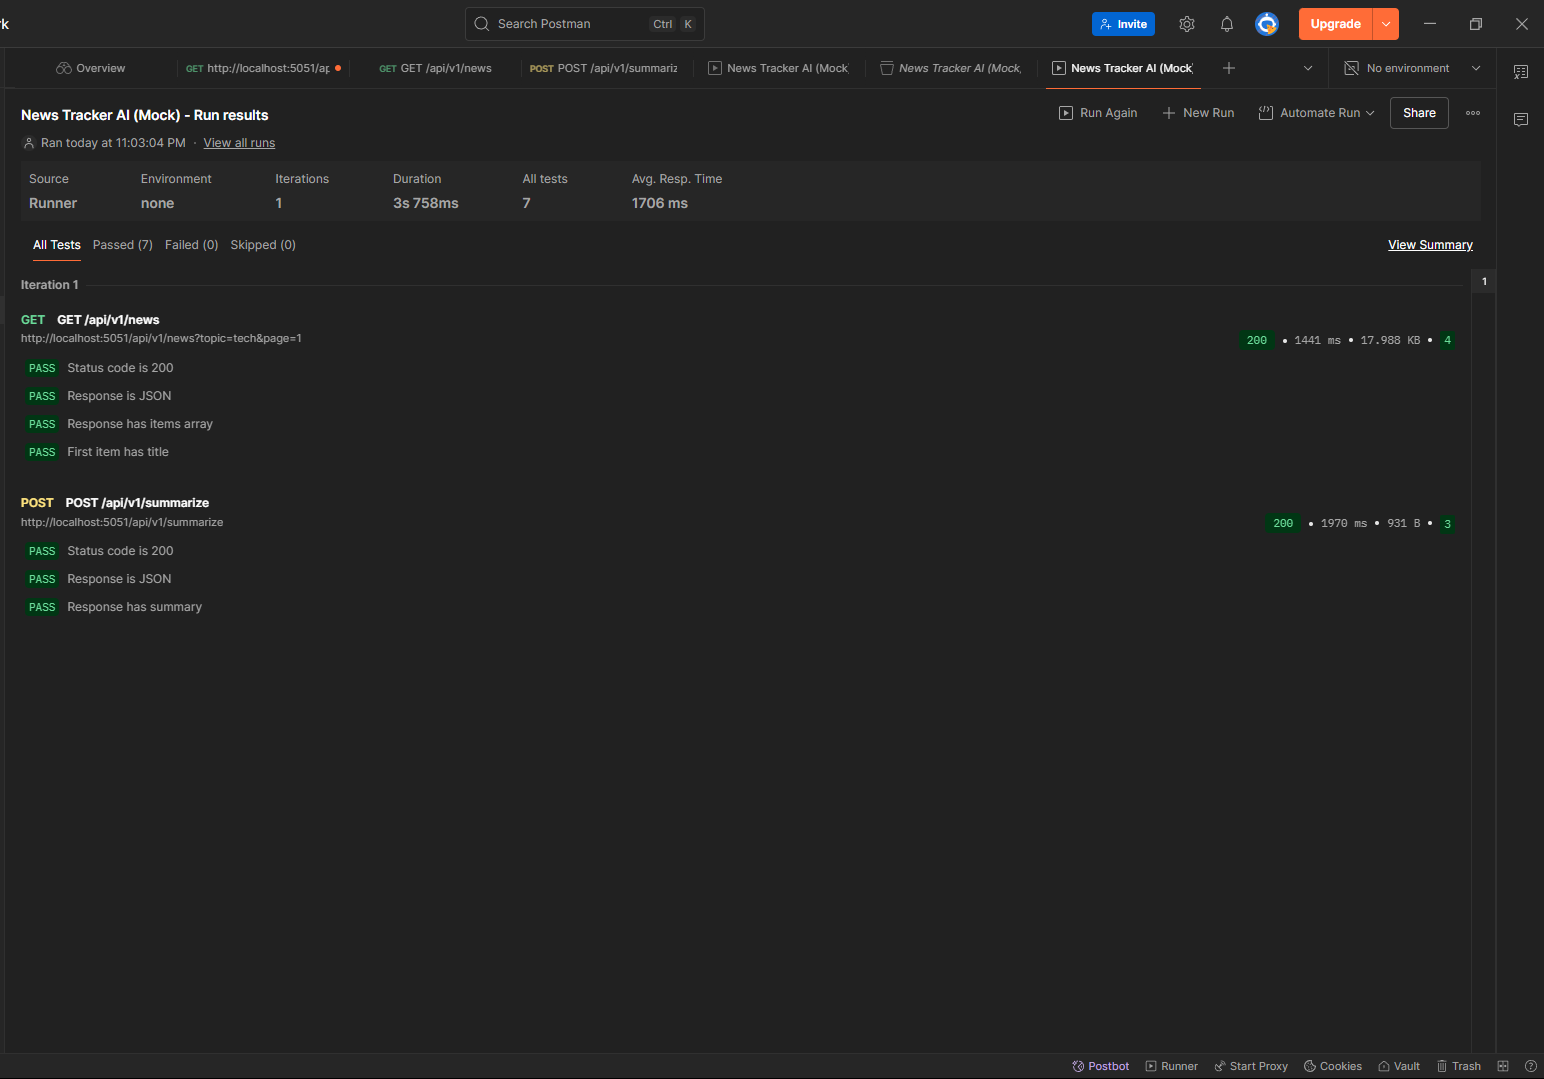 rk
Search Postman
Ctrl K
Invite
Upgrade
Overview
GET http://localhost:5051/ap
GET GET /api/v1/news
POST POST /api/v1/summariz
News Tracker AI (Mock)
News Tracker AI (Mock,
News Tracker AI (Mock)
No environment
News Tracker AI (Mock) - Run results
Run Again
New Run
Automate Run
Share
Ran today at 11:03:04 PM · View all runs
Source Environment Iterations Duration All tests Avg. Resp. Time
Runner none 1 3s 758ms 7 1706 ms
All Tests Passed (7) Failed (0) Skipped (0) View Summary
Iteration 1
1
GET GET /api/v1/news
http://localhost:5051/api/v1/news?topic=tech&page=1
200 • 1441 ms • 17.988 KB • 4
PASS Status code is 200
PASS Response is JSON
PASS Response has items array
PASS First item has title
POST POST /api/v1/summarize
http://localhost:5051/api/v1/summarize
200 • 1970 ms • 931 B • 3
PASS Status code is 200
PASS Response is JSON
PASS Response has summary
Postbot Runner Start Proxy Cookies Vault Trash